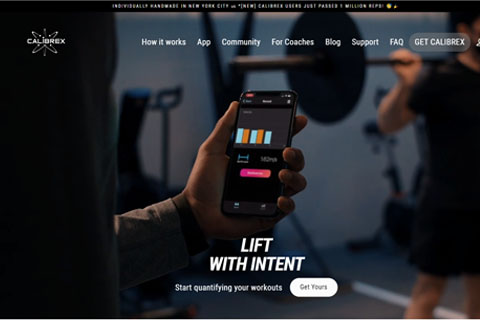 INDIVIDUALLY HANDMADE IN NEW YORK CITY
[NEW] CALIBREX USERS JUST PASSED 1 MILLION REPS!
CALIBREX
How it works App Community For Coaches Blog Support FAQ GET CALIBREX
LIFT
WITH INTENT
Start quantifying your workouts Get Yours